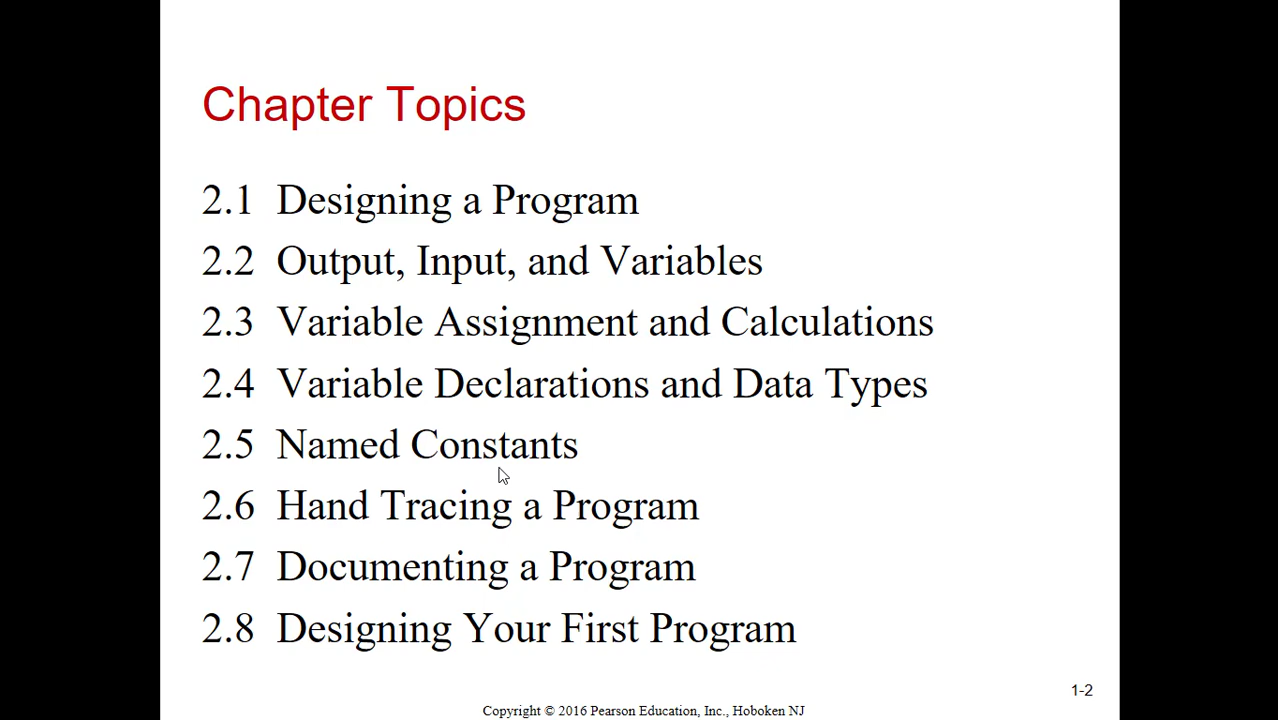 Chapter Topics
2.1 Designing a Program
2.2 Output, Input, and Variables
2.3 Variable Assignment and Calculations
2.4 Variable Declarations and Data Types
2.5 Named Constants
2.6 Hand Tracing a Program
2.7 Documenting a Program
2.8 Designing Your First Program
1-2
Copyright © 2016 Pearson Education, Inc., Hoboken NJ